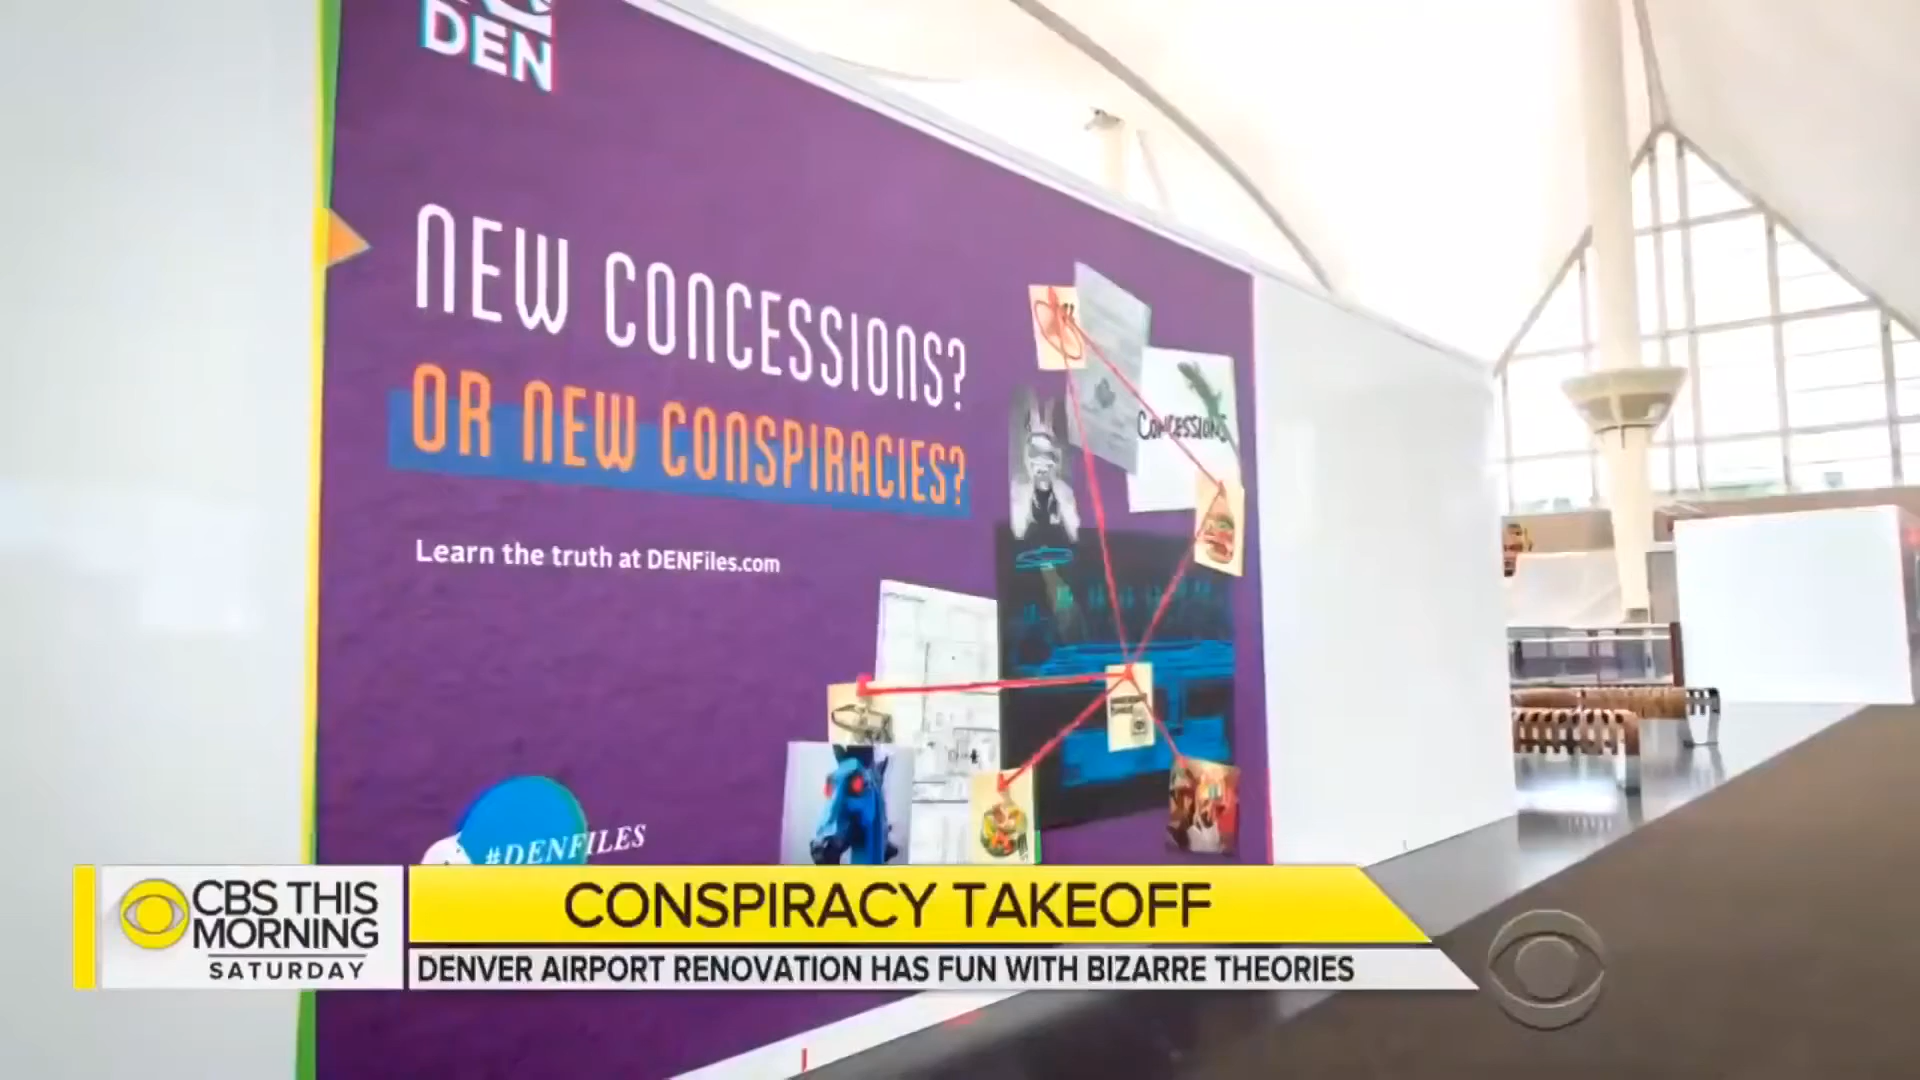 DEN
NEW CONCESSIONS?
OR NEW CONSPIRACIES?
Learn the truth at DENFiles.com
CONCESSIONS
#DENFILES
CBS THIS
MORNING
SATURDAY
CONSPIRACY TAKEOFF
DENVER AIRPORT RENOVATION HAS FUN WITH BIZARRE THEORIES